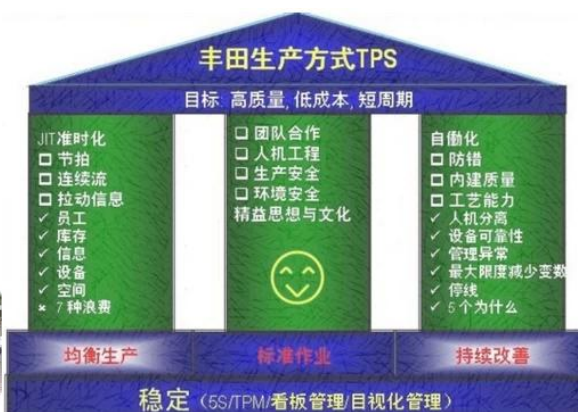 丰田生产方式TPS
目标: 高质量, 低成本, 短周期
JIT准时化
节拍
连续流
拉动信息
员工
库存
信息
设备
空间
7种浪费
团队合作
人机工程
生产安全
环境安全
精益思想与文化
自働化
防错
内建质量
工艺能力
人机分离
设备可靠性
管理异常
最大限度减少变数
停线
5个为什么
均衡生产
标准作业
持续改善
稳定（5S/TPM/看板管理/目视化管理）